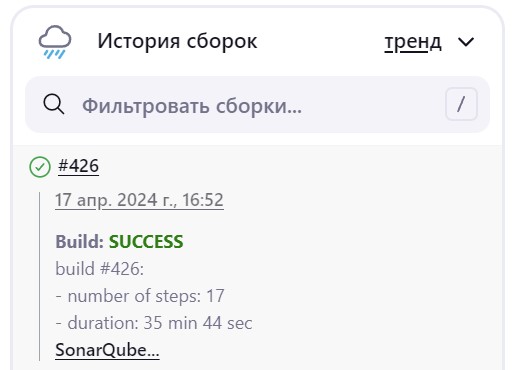 История сборок тренд
Фильтровать сборки... /
#426
17 апр. 2024 г., 16:52
Build: SUCCESS
build #426:
- number of steps: 17
- duration: 35 min 44 sec
SonarQube...